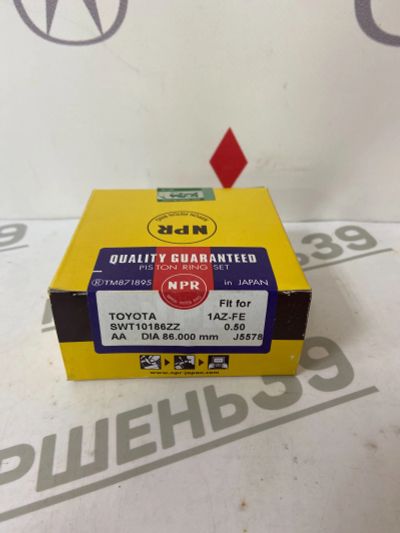 NPR
QUALITY GUARANTEED
PISTON RING SET
®TM871895 in JAPAN
NPR
Fit for
TOYOTA 1AZ-FE
SWT10186ZZ 0.50
AA DIA 86.000 mm J5578
www.npr-japan.com
РШЕНЬ39